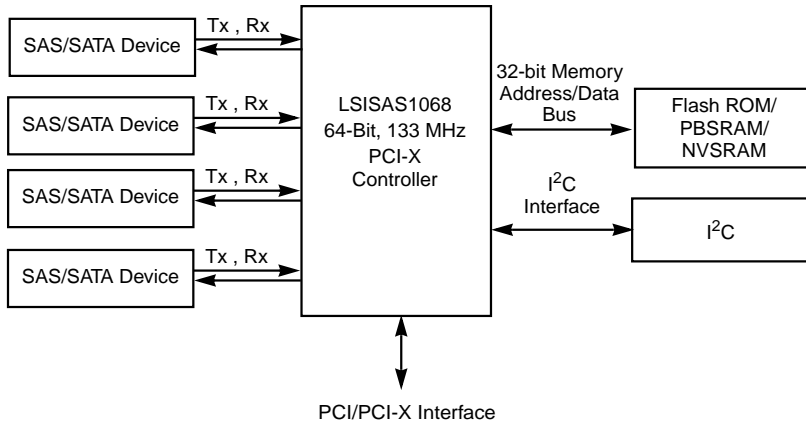 SAS/SATA Device
Tx , Rx
SAS/SATA Device
Tx , Rx
SAS/SATA Device
Tx , Rx
SAS/SATA Device
Tx , Rx
LSISAS1068
64-Bit, 133 MHz
PCI-X
Controller
32-bit Memory
Address/Data
Bus
Flash ROM/
PBSRAM/
NVSRAM
I²C
Interface
I²C
PCI/PCI-X Interface